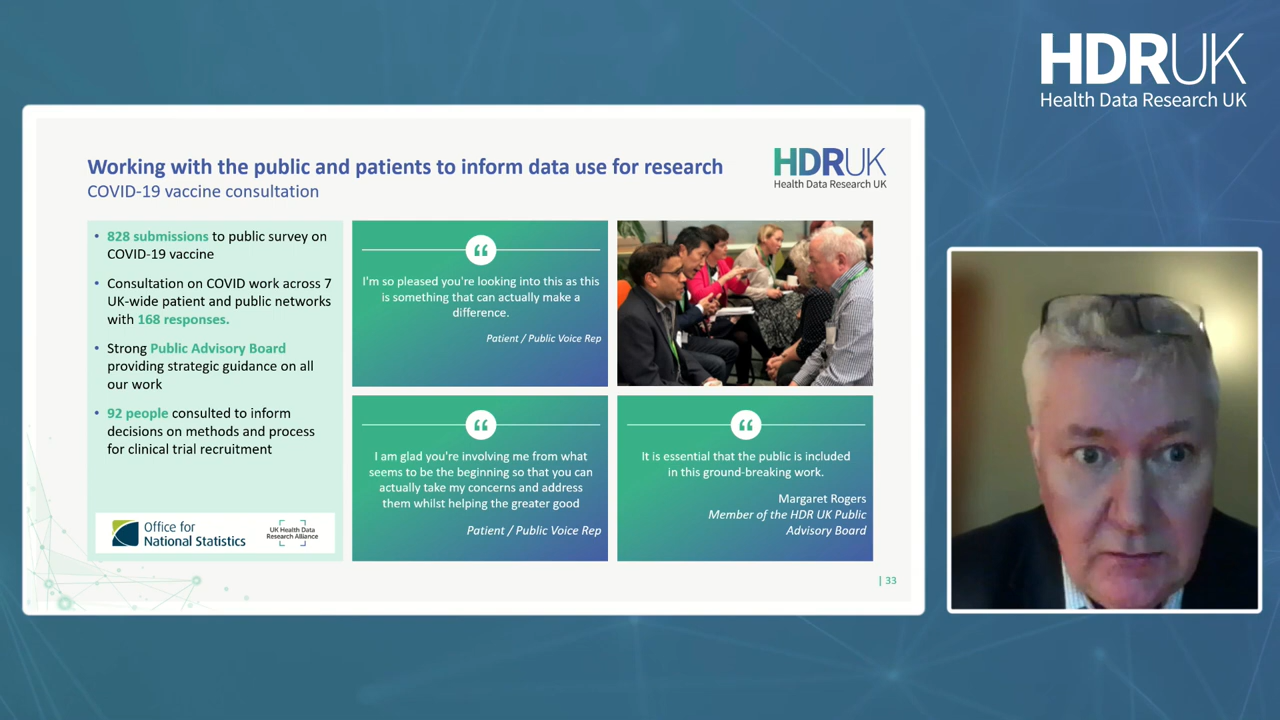 HDRUK
Health Data Research UK
Working with the public and patients to inform data use for research
COVID-19 vaccine consultation
HDRUK
Health Data Research UK
• 828 submissions to public survey on
COVID-19 vaccine
• Consultation on COVID work across 7
UK-wide patient and public networks
with 168 responses.
• Strong Public Advisory Board
providing strategic guidance on all
our work
• 92 people consulted to inform
decisions on methods and process
for clinical trial recruitment
Office for
National Statistics
UK Health Data
Research Alliance
“
I'm so pleased you're looking into this as this
is something that can actually make a
difference.
Patient / Public Voice Rep
“
I am glad you're involving me from what
seems to be the beginning so that you can
actually take my concerns and address
them whilst helping the greater good
Patient / Public Voice Rep
“
It is essential that the public is included
in this ground-breaking work.
Margaret Rogers
Member of the HDR UK Public
Advisory Board
| 33